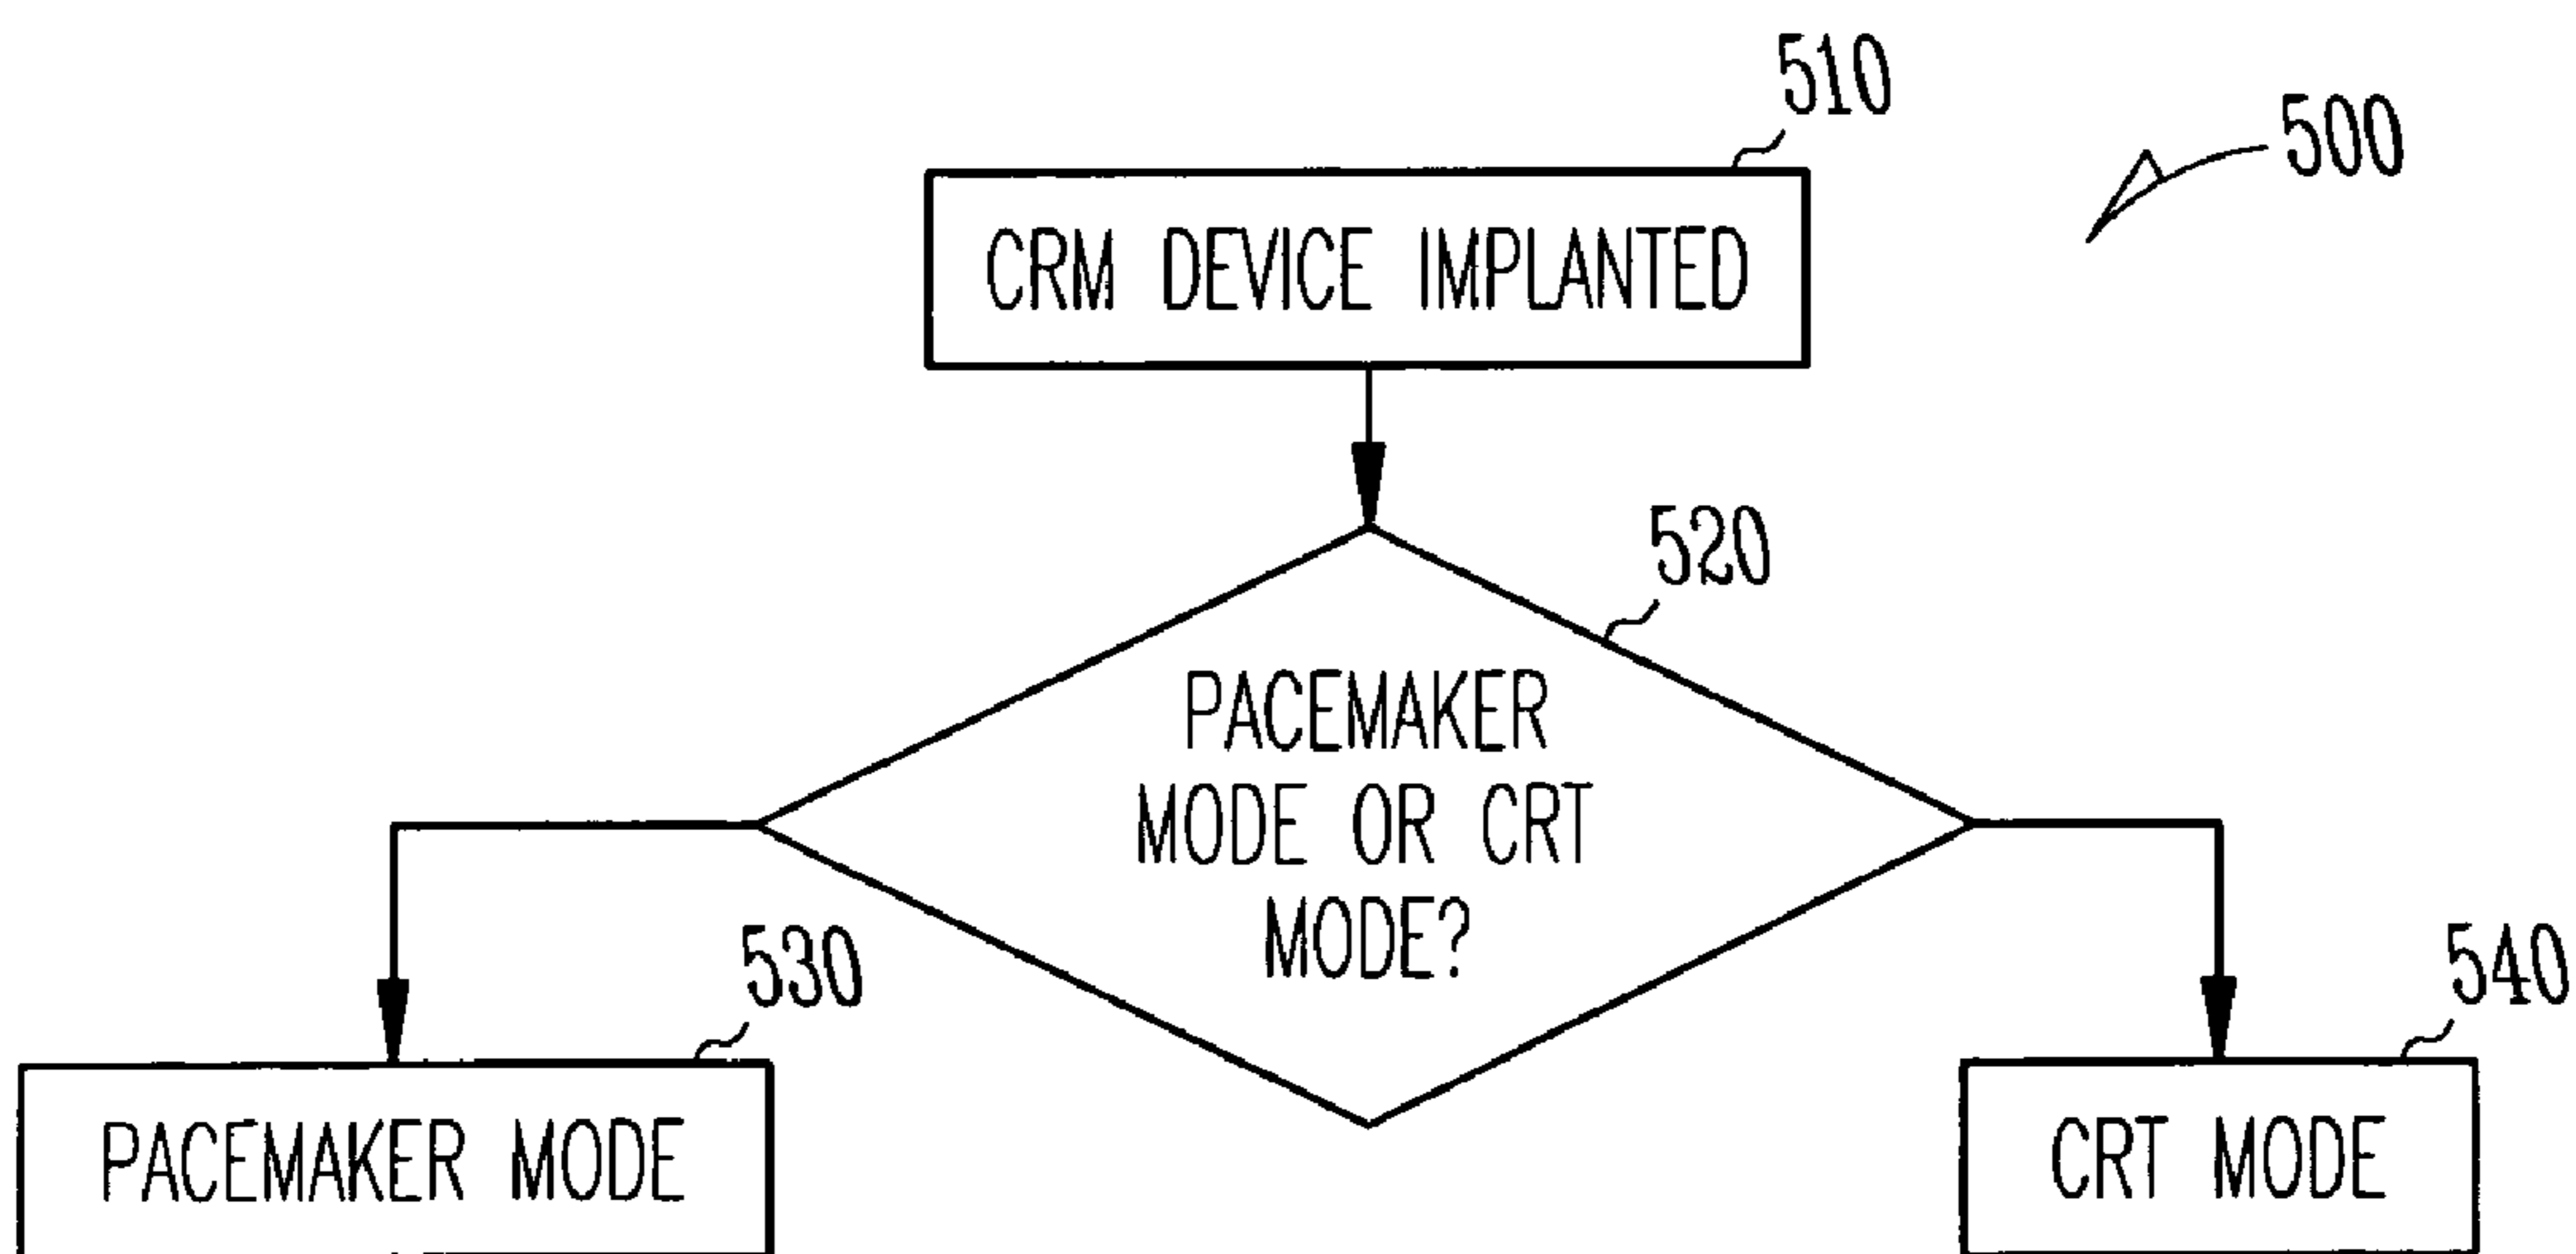 510
500
CRM DEVICE IMPLANTED
520
PACEMAKER
MODE OR CRT
MODE?
530
540
PACEMAKER MODE
CRT MODE